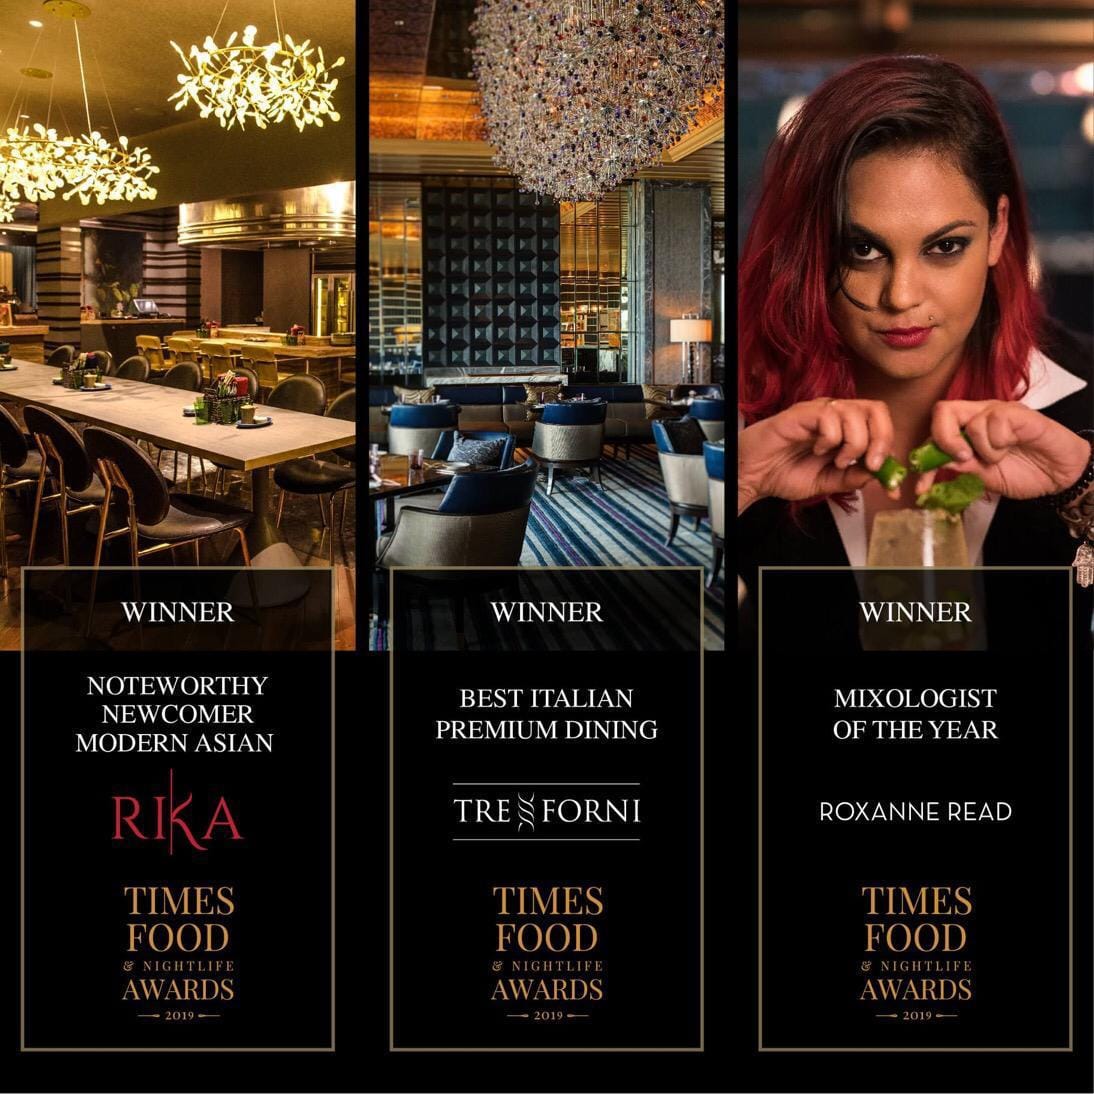 WINNER
NOTEWORTHY
NEWCOMER
MODERN ASIAN
RIKA
TIMES
FOOD
& NIGHTLIFE
AWARDS
2019
WINNER
BEST ITALIAN
PREMIUM DINING
TRE FORNI
TIMES
FOOD
& NIGHTLIFE
AWARDS
2019
WINNER
MIXOLOGIST
OF THE YEAR
ROXANNE READ
TIMES
FOOD
& NIGHTLIFE
AWARDS
2019